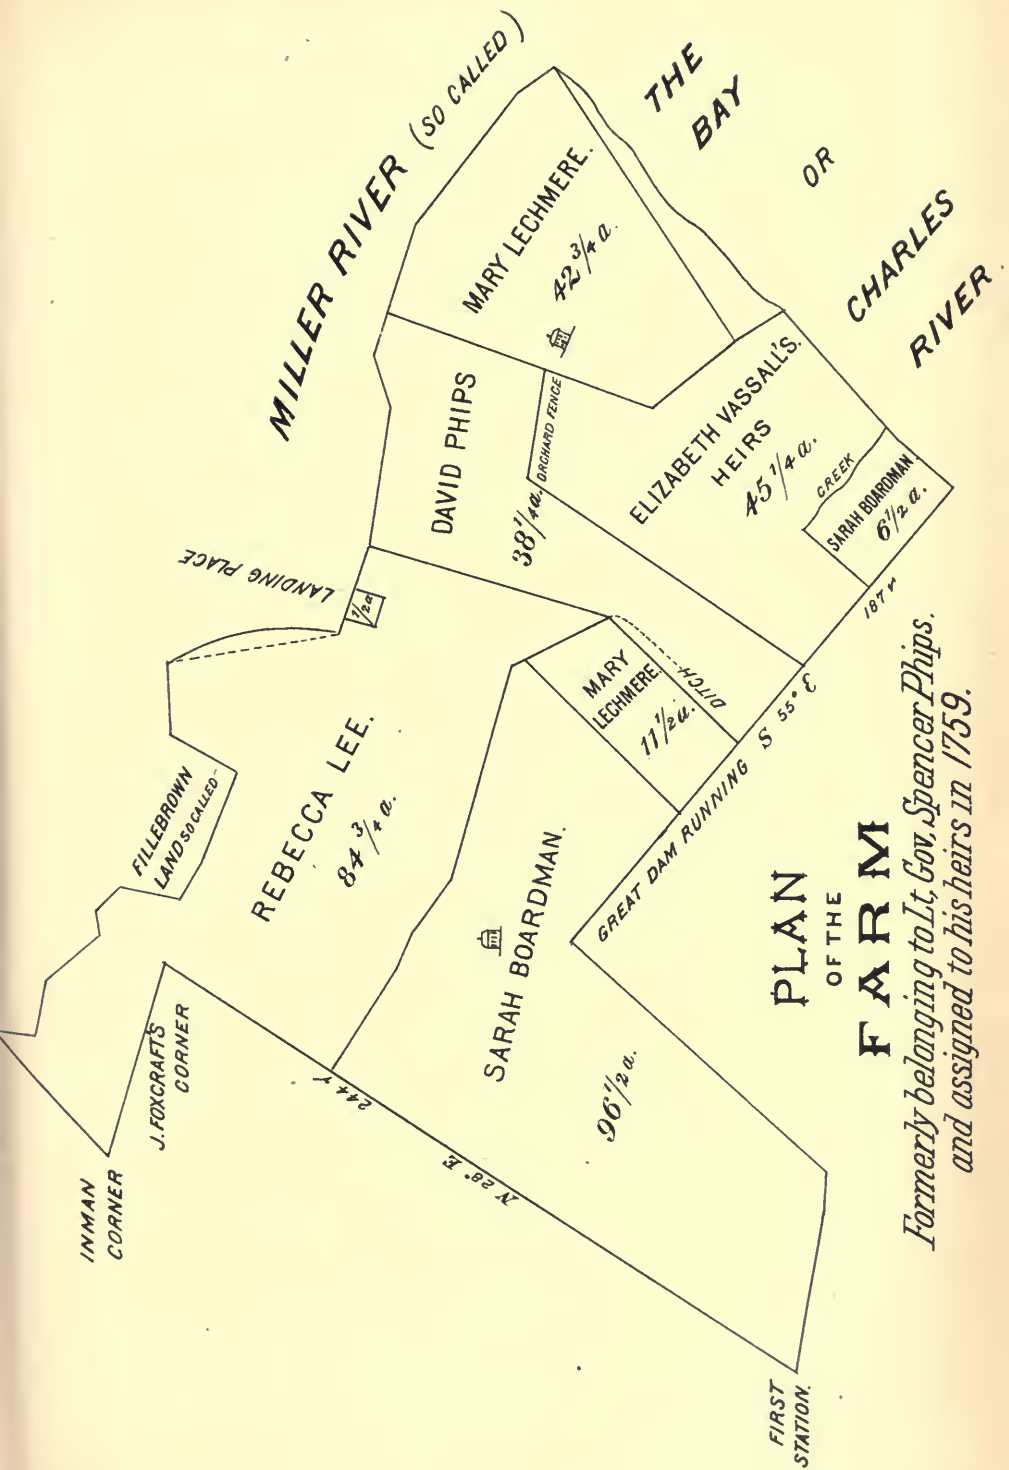 PLAN
OF THE
FARM
Formerly belonging to Lt, Gov, Spencer Phips.
and assigned to his heirs in 1759.
MILLER RIVER (SO CALLED)
THE
BAY
OR
CHARLES
RIVER
MARY LECHMERE.
42 3/4 a.
DAVID PHIPS
38 1/4 a.
ORCHARD FENCE
ELIZABETH VASSALL'S.
HEIRS
45 1/4 a.
CREEK
SARAH BOARDMAN
6 1/2 a.
187 r
LANDING PLACE
1/2 a
MARY
LECHMERE.
11 1/2 a.
DITCH
GREAT DAM RUNNING S 55° E
FILLEBROWN
LAND SO CALLED
REBECCA LEE.
84 3/4 a.
SARAH BOARDMAN.
96 1/2 a.
J. FOXCRAFT'S
CORNER
INMAN
CORNER
N 28° E
244 r
FIRST
STATION.